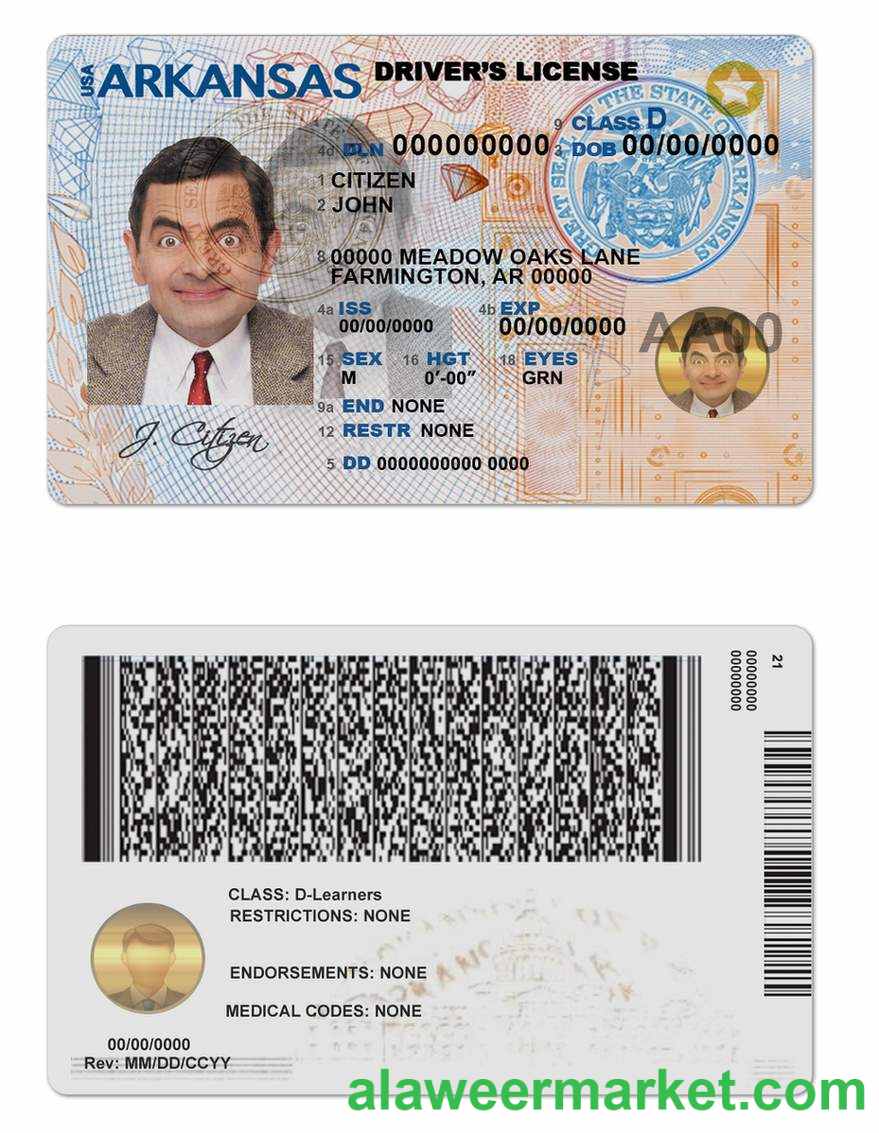 USA ARKANSAS DRIVER'S LICENSE
THE GREAT SEAL OF THE STATE OF ARKANSAS
9 CLASS D
4d DLN 000000000 3 DOB 00/00/0000
1 CITIZEN
2 JOHN
8 00000 MEADOW OAKS LANE
FARMINGTON, AR 00000
4a ISS 4b EXP
00/00/0000 00/00/0000
AA00
15 SEX 16 HGT 18 EYES
M 0'-00" GRN
9a END NONE
12 RESTR NONE
J. Citizen
5 DD 0000000000 0000
21
00000000
00000000
CLASS: D-Learners
RESTRICTIONS: NONE
ENDORSEMENTS: NONE
MEDICAL CODES: NONE
00/00/0000
Rev: MM/DD/CCYY
alaweermarket.com